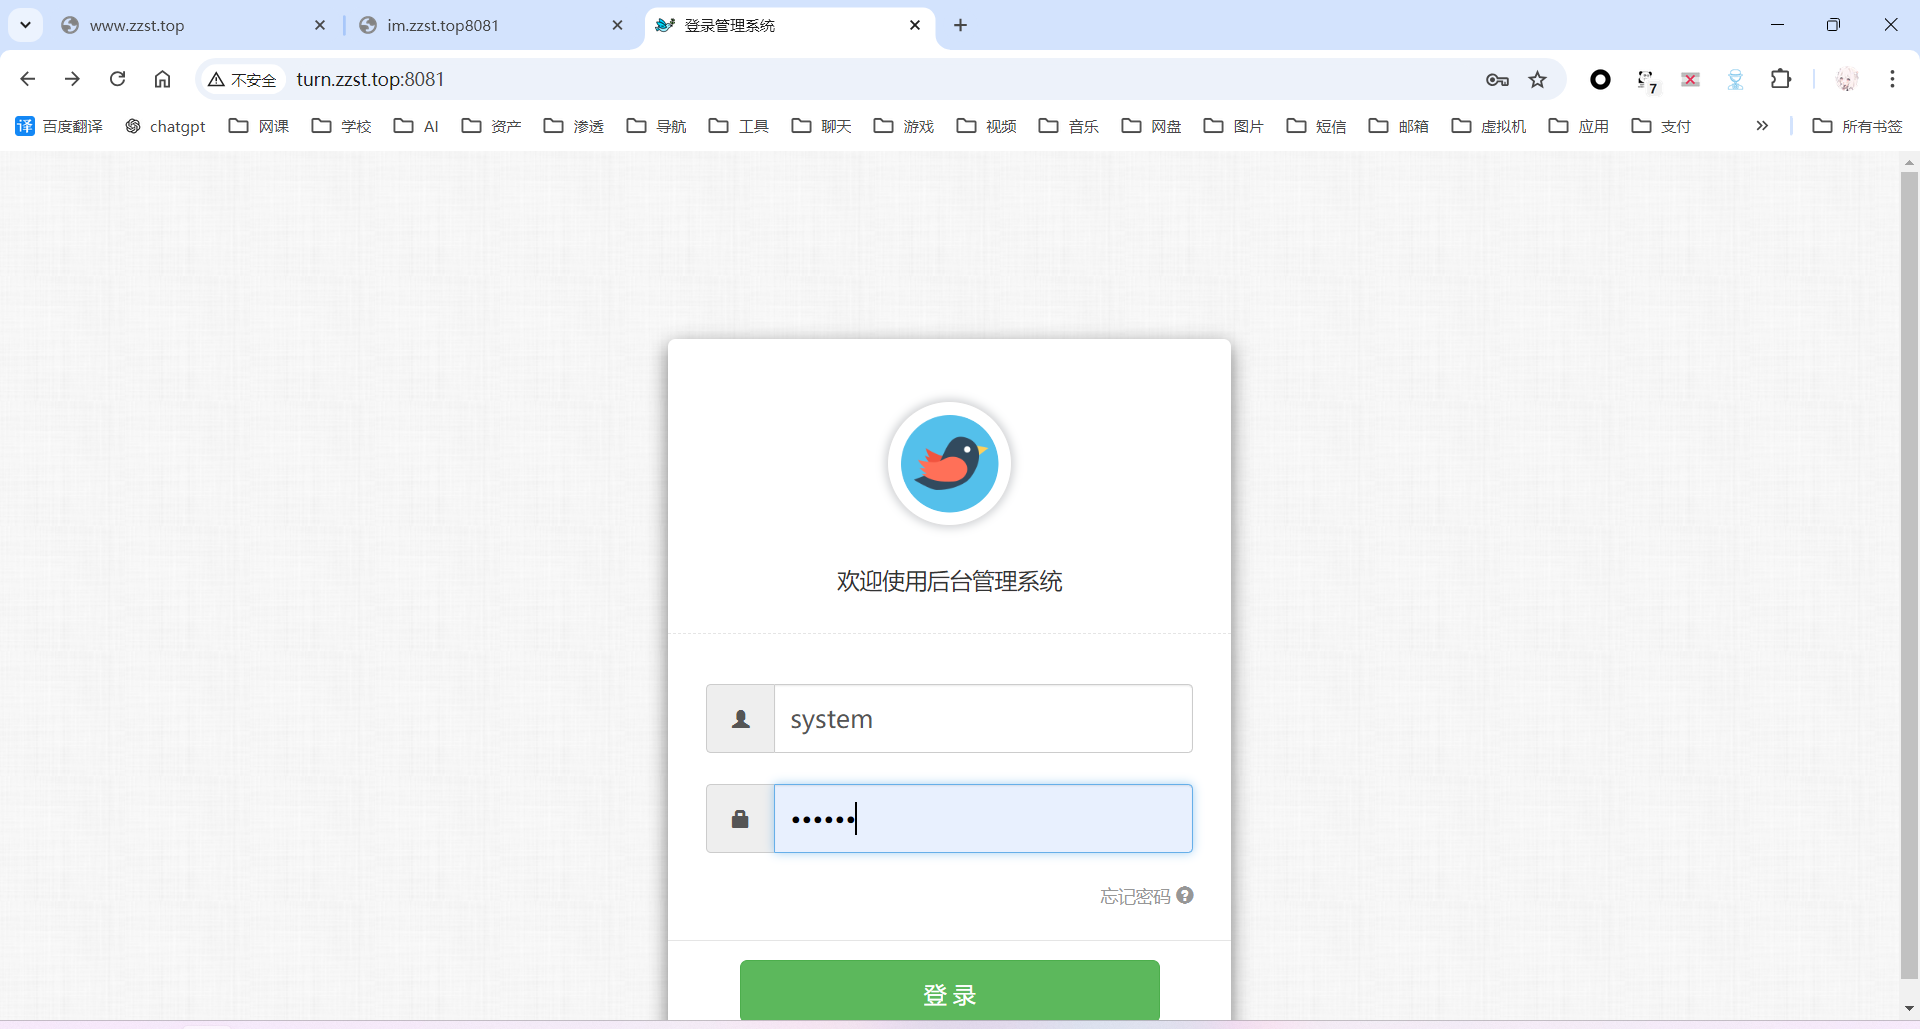 www.zzst.top
im.zzst.top8081
登录管理系统
不安全
turn.zzst.top:8081
7
译 百度翻译
chatgpt
网课
学校
AI
资产
渗透
导航
工具
聊天
游戏
视频
音乐
网盘
图片
短信
邮箱
虚拟机
应用
支付
所有书签
欢迎使用后台管理系统
system
••••••
忘记密码
登 录